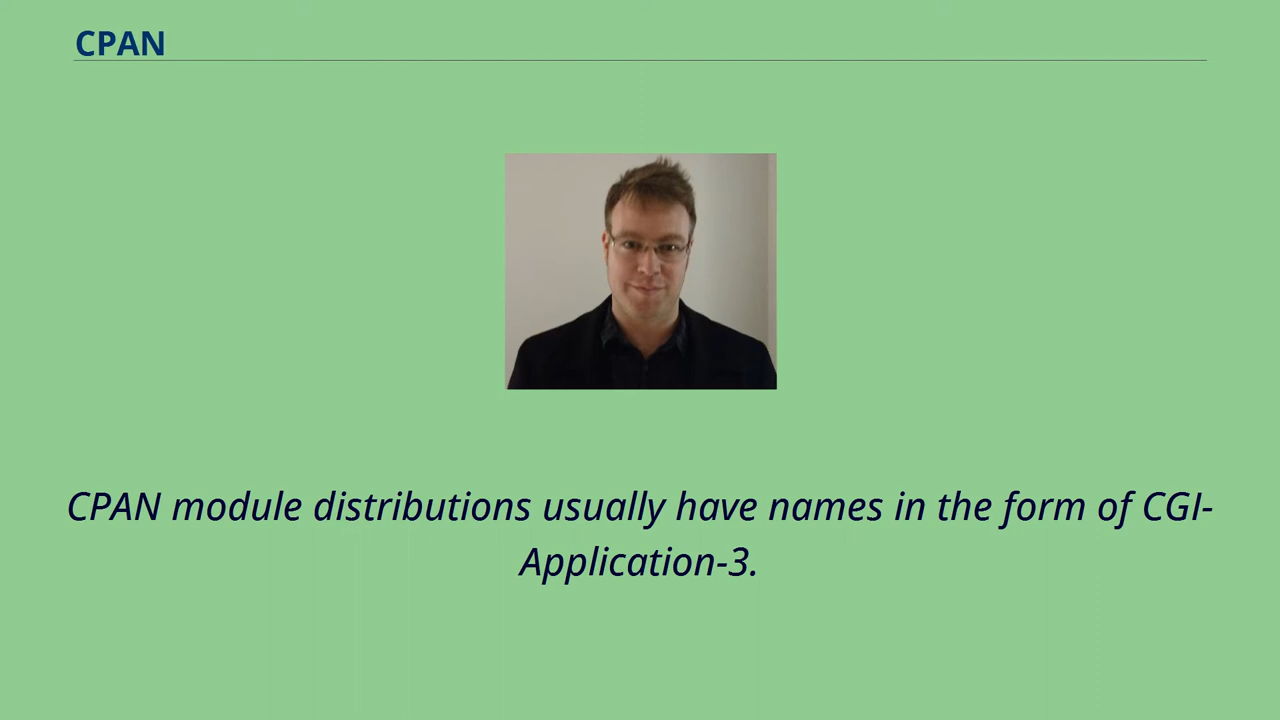 CPAN
CPAN module distributions usually have names in the form of CGI-
Application-3.